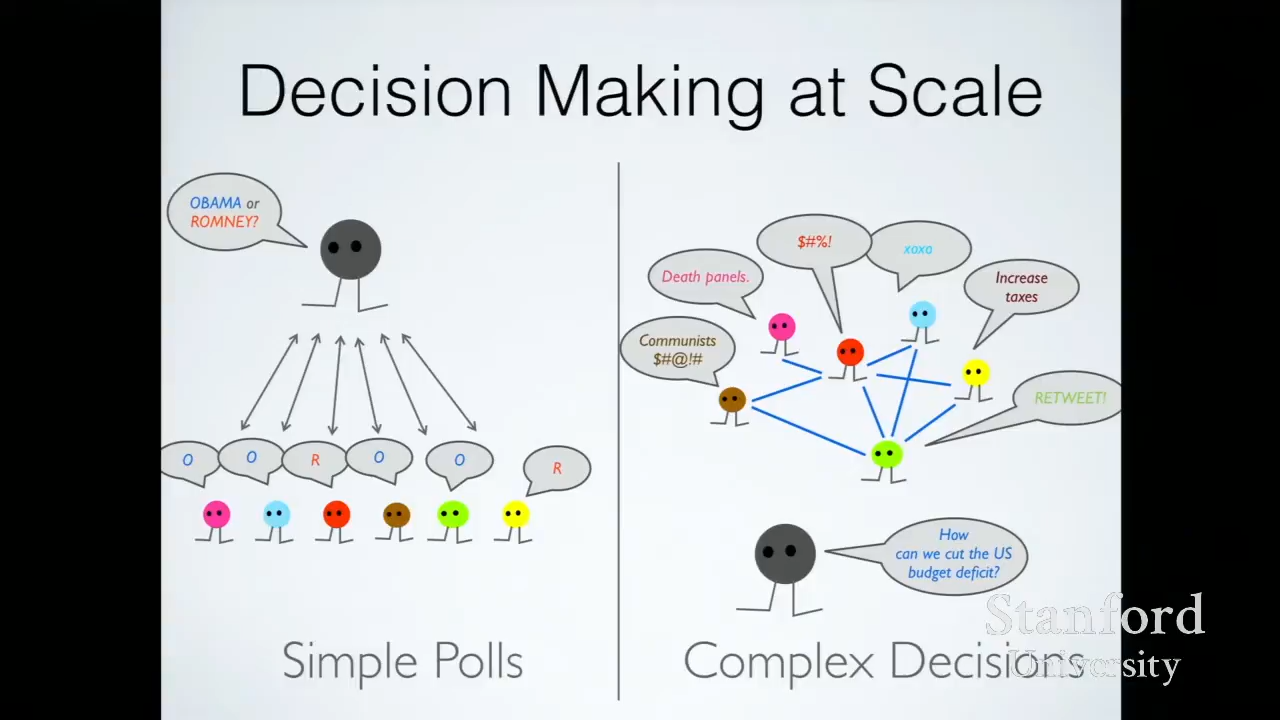 Decision Making at Scale
OBAMA or
ROMNEY?
O
O
R
O
O
R
Simple Polls
Death panels.
$#%!
xoxo
Increase
taxes
Communists
$#@!#
RETWEET!
How
can we cut the US
budget deficit?
Complex Decisions
Stanford
University